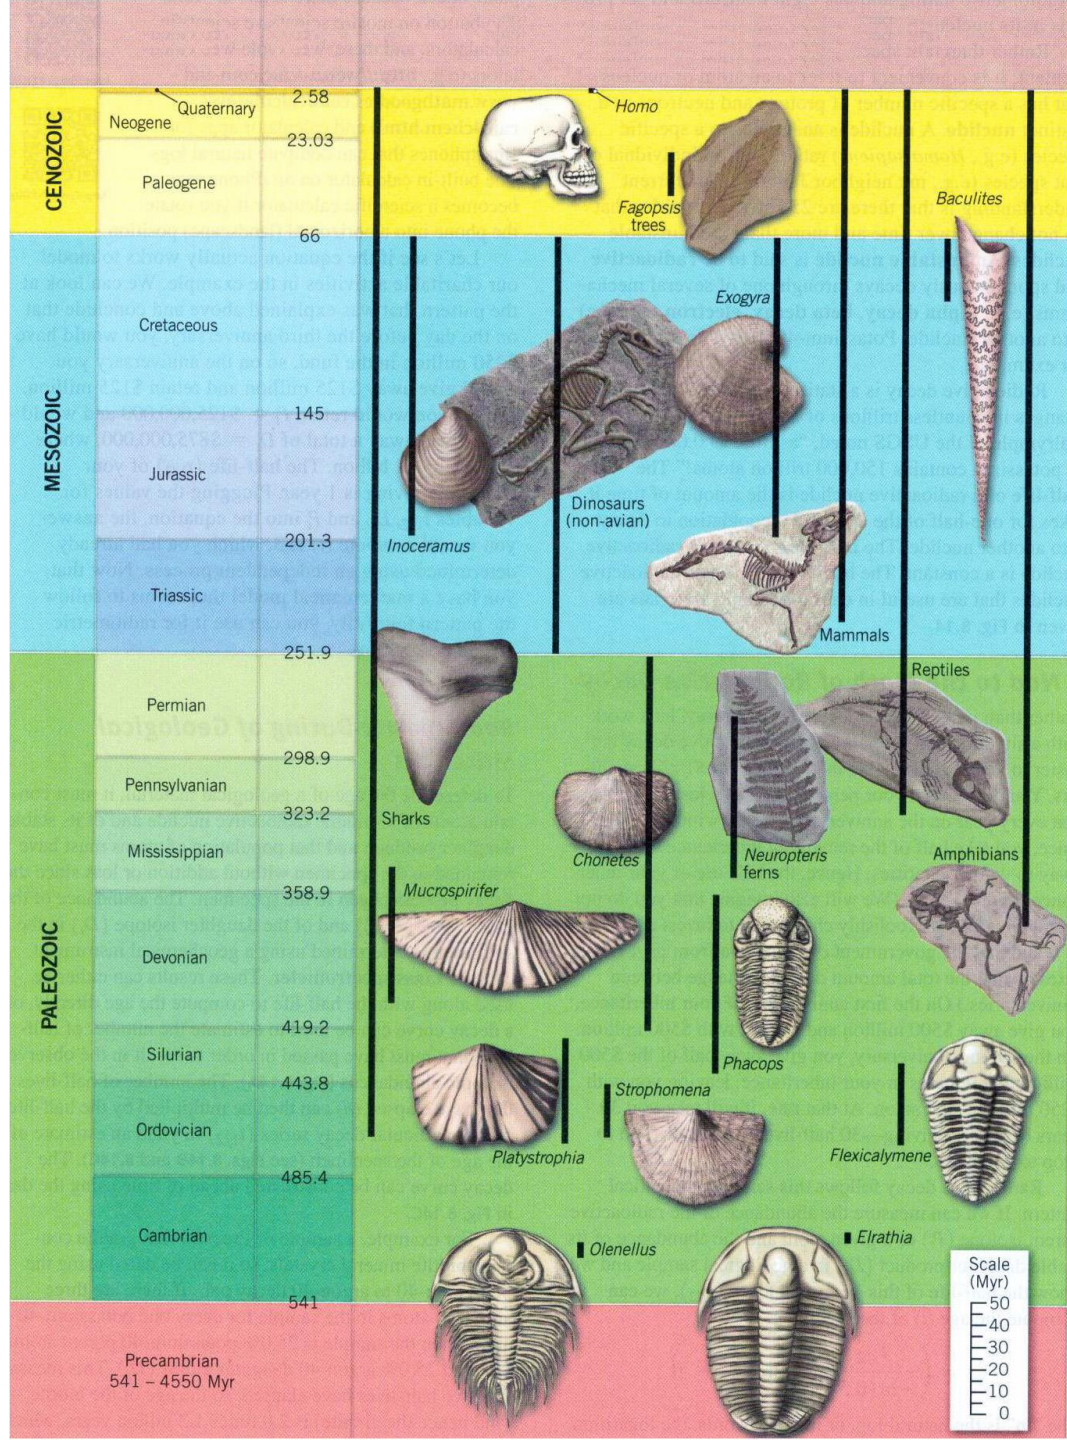 CENOZOIC
Quaternary
2.58
Neogene
23.03
Paleogene
66
Homo
Fagopsis
trees
Baculites
MESOZOIC
Cretaceous
145
Jurassic
201.3
Triassic
251.9
Exogyra
Inoceramus
Dinosaurs
(non-avian)
Mammals
Reptiles
PALEOZOIC
Permian
298.9
Pennsylvanian
323.2
Mississippian
358.9
Devonian
419.2
Silurian
443.8
Ordovician
485.4
Cambrian
541
Sharks
Chonetes
Neuropteris
ferns
Amphibians
Mucrospirifer
Phacops
Strophomena
Platystrophia
Flexicalymene
Olenellus
Elrathia
Precambrian
541 – 4550 Myr
Scale
(Myr)
50
40
30
20
10
0